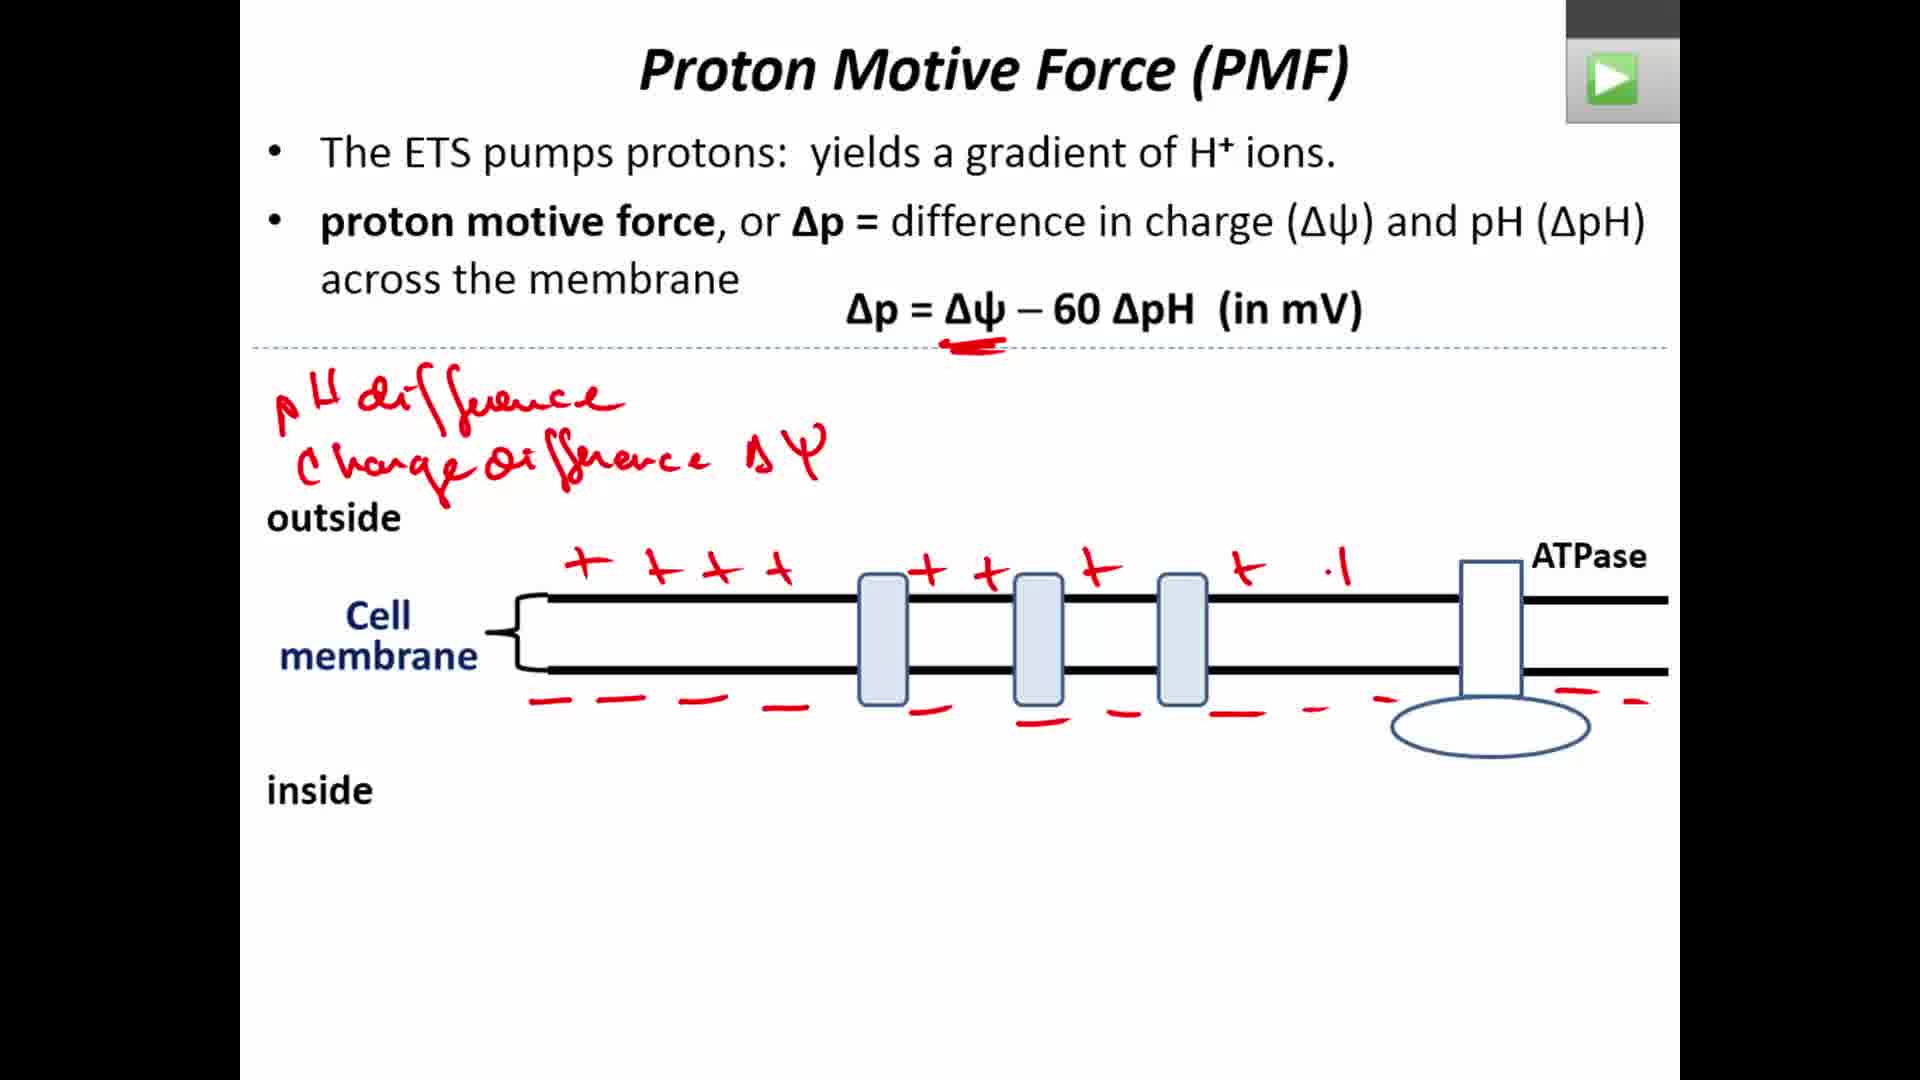 Proton Motive Force (PMF)
• The ETS pumps protons: yields a gradient of H⁺ ions.
• proton motive force, or Δp = difference in charge (Δψ) and pH (ΔpH)
across the membrane
Δp = Δψ – 60 ΔpH (in mV)
pH difference
Charge difference Δ Ψ
outside
+ + + + + + + +
ATPase
Cell
membrane
– – – – – – – – – – – –
inside